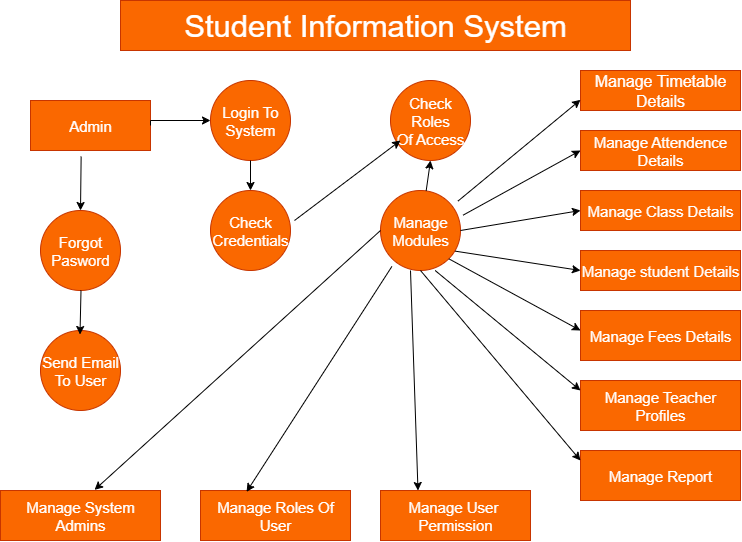 Student Information System
Admin
Login To
System
Check
Roles
Of Access
Manage Timetable
Details
Manage Attendence
Details
Forgot
Pasword
Check
Credentials
Manage
Modules
Manage Class Details
Manage student Details
Send Email
To User
Manage Fees Details
Manage Teacher
Profiles
Manage Report
Manage System
Admins
Manage Roles Of
User
Manage User
Permission